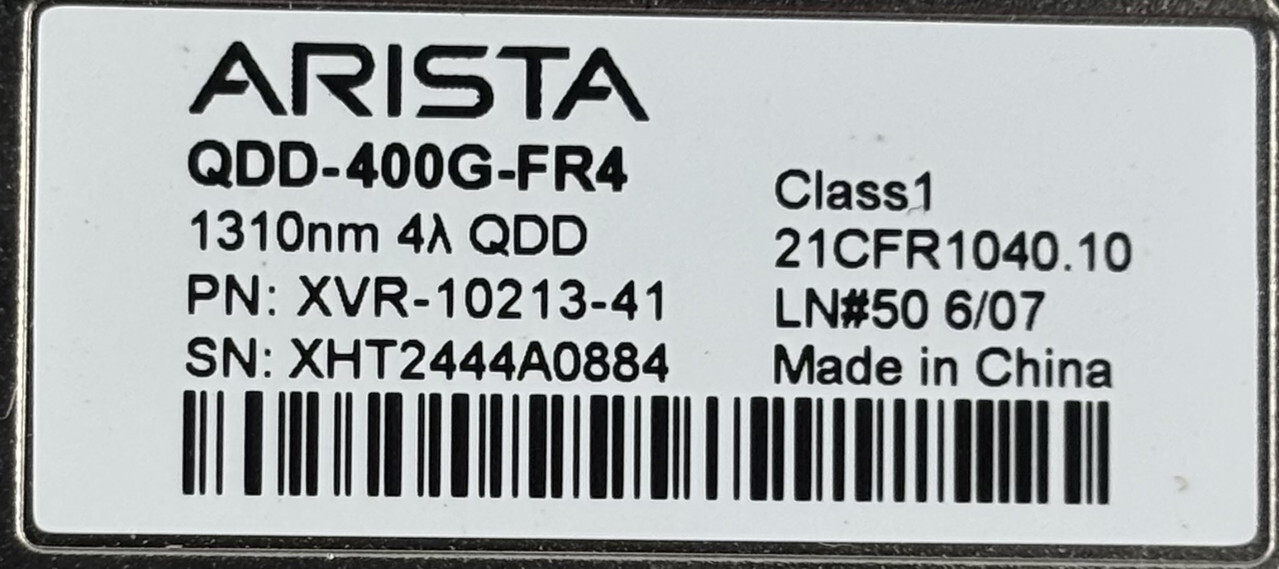 ARISTA
QDD-400G-FR4
1310nm 4λ QDD
PN: XVR-10213-41
SN: XHT2444A0884
Class1
21CFR1040.10
LN#50 6/07
Made in China